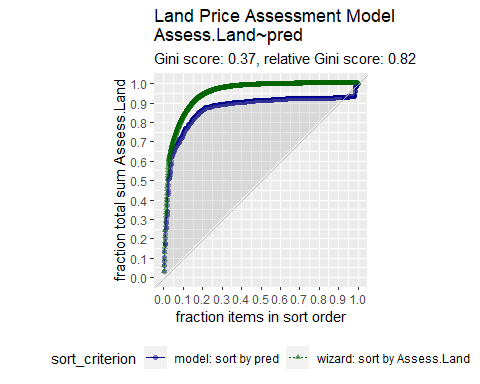 Land Price Assessment Model
Assess.Land~pred
Gini score: 0.37, relative Gini score: 0.82
fraction total sum Assess.Land
1.0
0.9
0.8
0.7
0.6
0.5
0.4
0.3
0.2
0.1
0.0
0.0 0.1 0.2 0.3 0.4 0.5 0.6 0.7 0.8 0.9 1.0
fraction items in sort order
sort_criterion model: sort by pred wizard: sort by Assess.Land